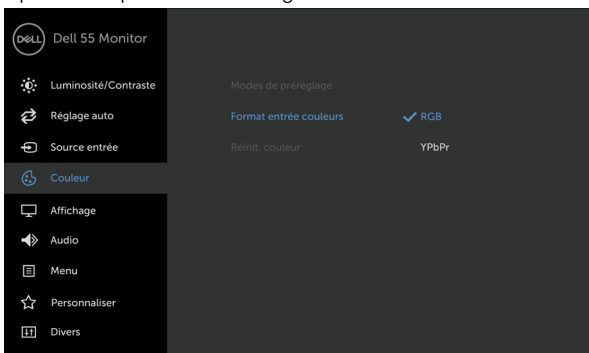 DELL Dell 55 Monitor
Luminosité/Contraste
Modes de préréglage
Réglage auto
Format entrée couleurs
RGB
Source entrée
Réinit. couleur
YPbPr
Couleur
Affichage
Audio
Menu
Personnaliser
Divers